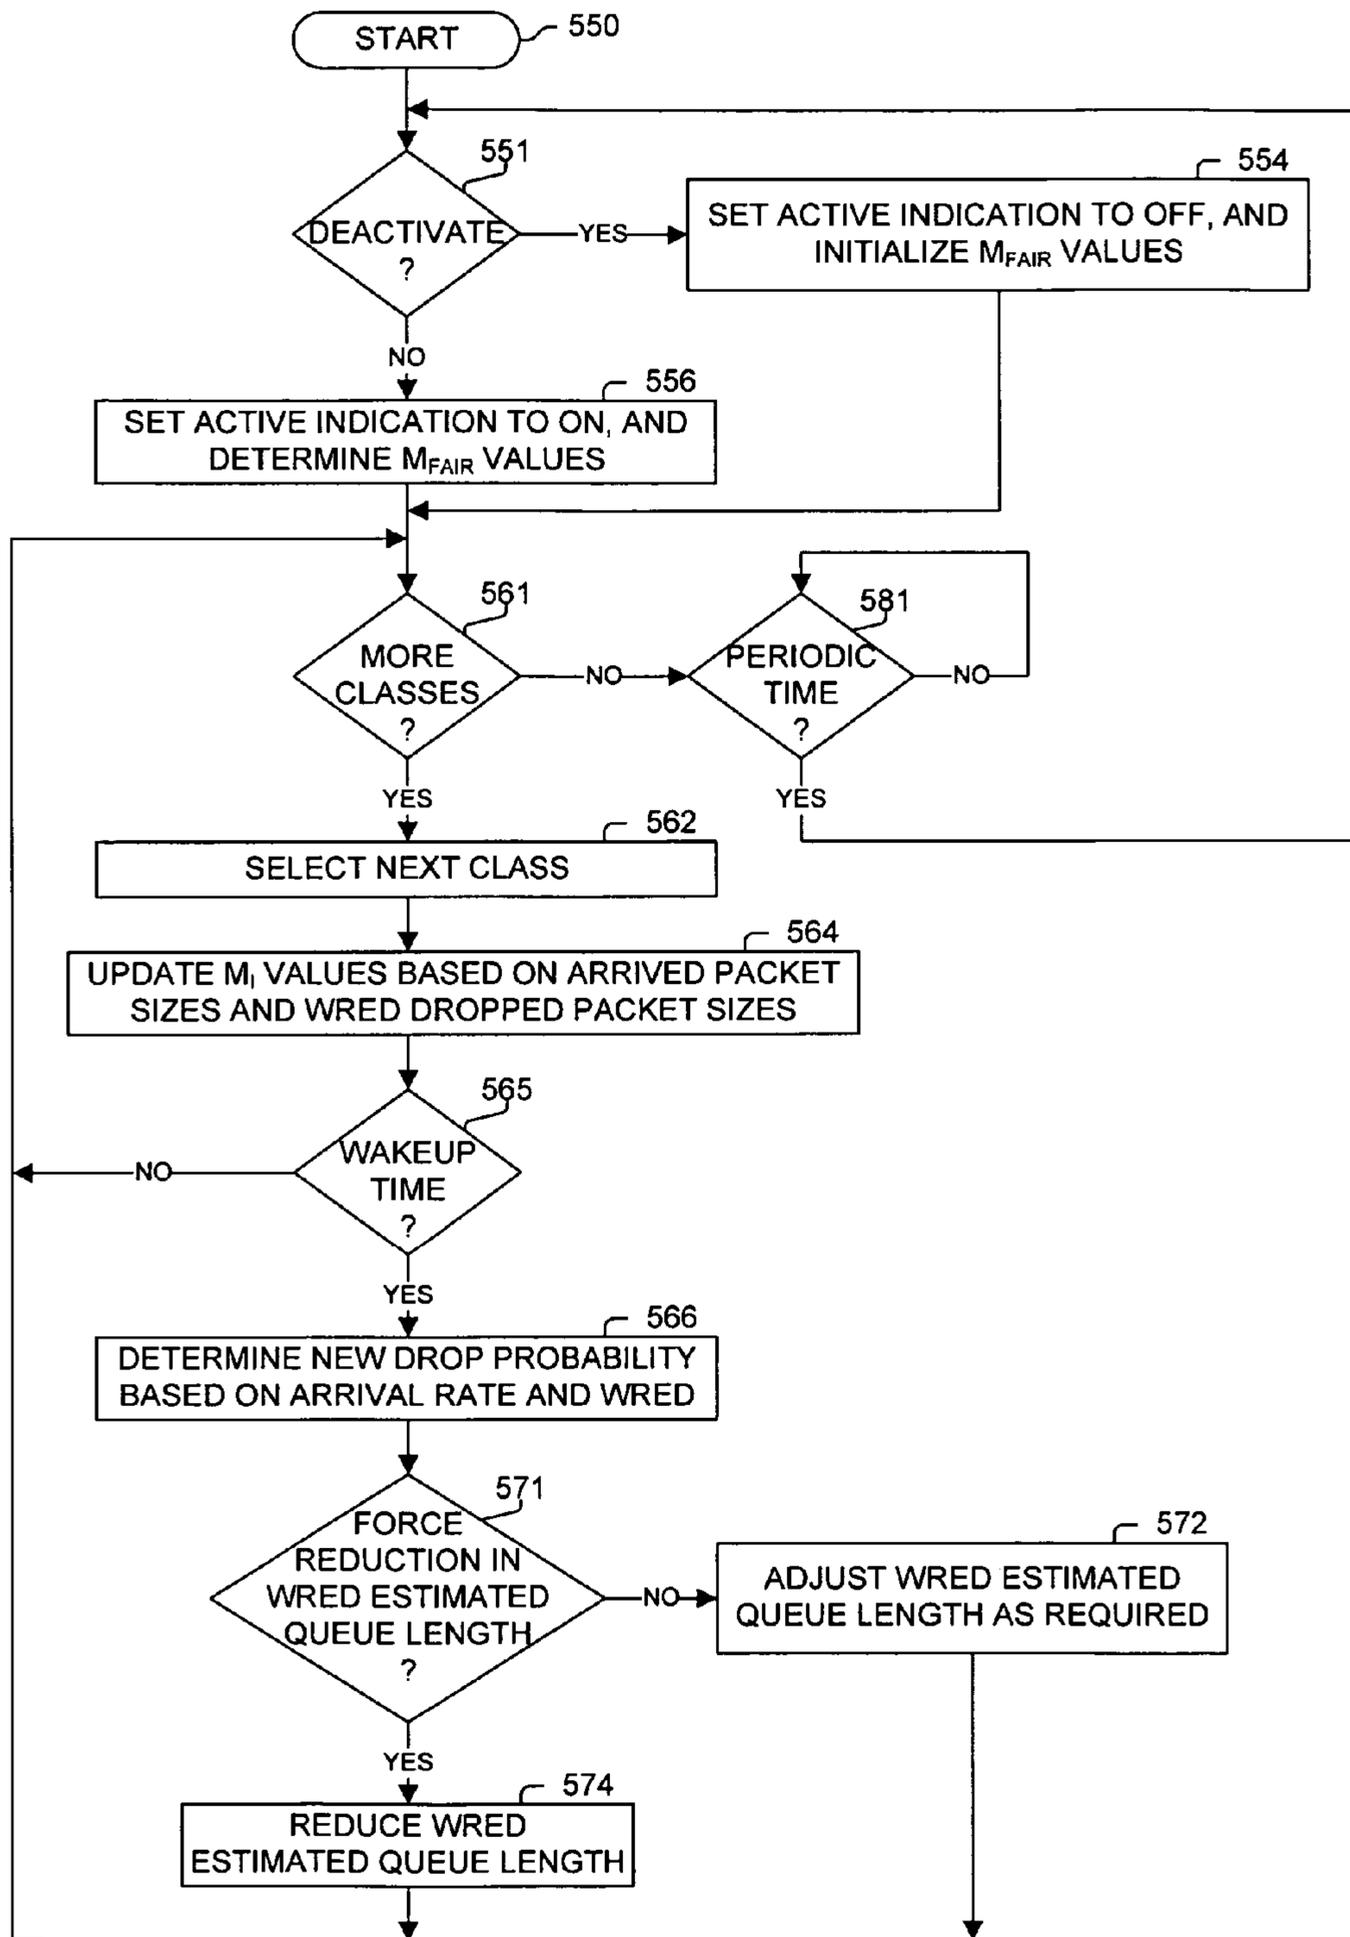 START
550
551
DEACTIVATE
?
YES
554
SET ACTIVE INDICATION TO OFF, AND
INITIALIZE MFAIR VALUES
NO
556
SET ACTIVE INDICATION TO ON, AND
DETERMINE MFAIR VALUES
561
MORE
CLASSES
?
NO
581
PERIODIC
TIME
?
NO
YES
YES
562
SELECT NEXT CLASS
564
UPDATE MI VALUES BASED ON ARRIVED PACKET
SIZES AND WRED DROPPED PACKET SIZES
565
WAKEUP
TIME
?
NO
YES
566
DETERMINE NEW DROP PROBABILITY
BASED ON ARRIVAL RATE AND WRED
571
FORCE
REDUCTION IN
WRED ESTIMATED
QUEUE LENGTH
?
NO
572
ADJUST WRED ESTIMATED
QUEUE LENGTH AS REQUIRED
YES
574
REDUCE WRED
ESTIMATED QUEUE LENGTH